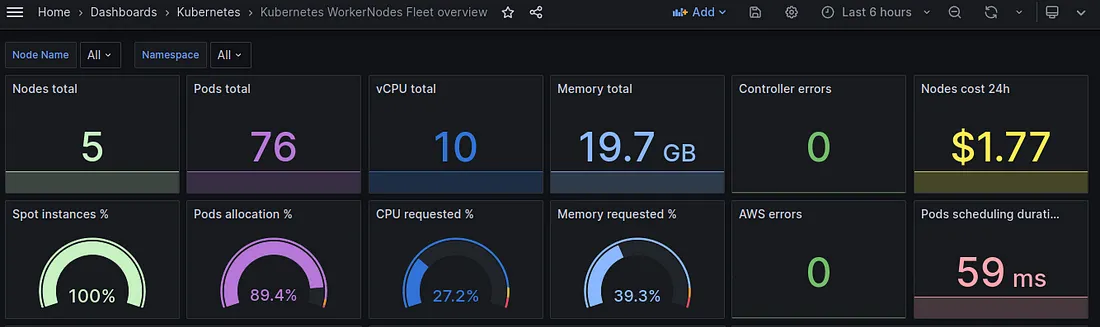 Home › Dashboards › Kubernetes › Kubernetes WorkerNodes Fleet overview Add Last 6 hours
Node Name All Namespace All
Nodes total Pods total vCPU total Memory total Controller errors Nodes cost 24h
5 76 10 19.7 GB 0 $1.77
Spot instances % Pods allocation % CPU requested % Memory requested % AWS errors Pods scheduling durati...
100% 89.4% 27.2% 39.3% 0 59 ms